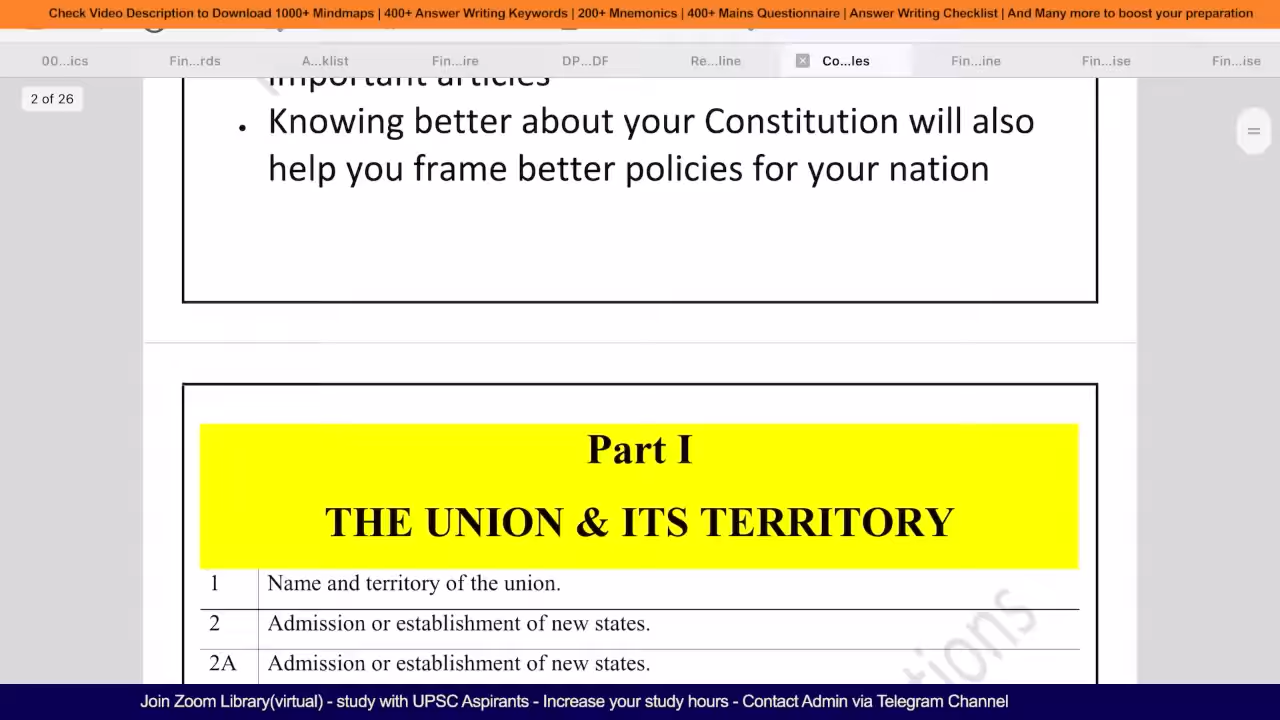 Check Video Description to Download 1000+ Mindmaps | 400+ Answer Writing Keywords | 200+ Mnemonics | 400+ Mains Questionnaire | Answer Writing Checklist | And Many more to boost your preparation
00...ics Fin...rds A...klist Fin...ire DP...DF Re...line Co...les Fin...ine Fin...ise Fin...ise
2 of 26
important articles
• Knowing better about your Constitution will also
help you frame better policies for your nation
Part I
THE UNION & ITS TERRITORY
1 Name and territory of the union.
2 Admission or establishment of new states.
2A Admission or establishment of new states.
Join Zoom Library(virtual) - study with UPSC Aspirants - Increase your study hours - Contact Admin via Telegram Channel